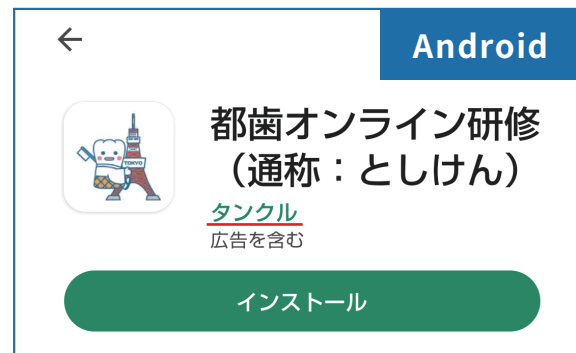 Android
TOKYO
都歯オンライン研修
（通称：としけん）
タンクル
広告を含む
インストール